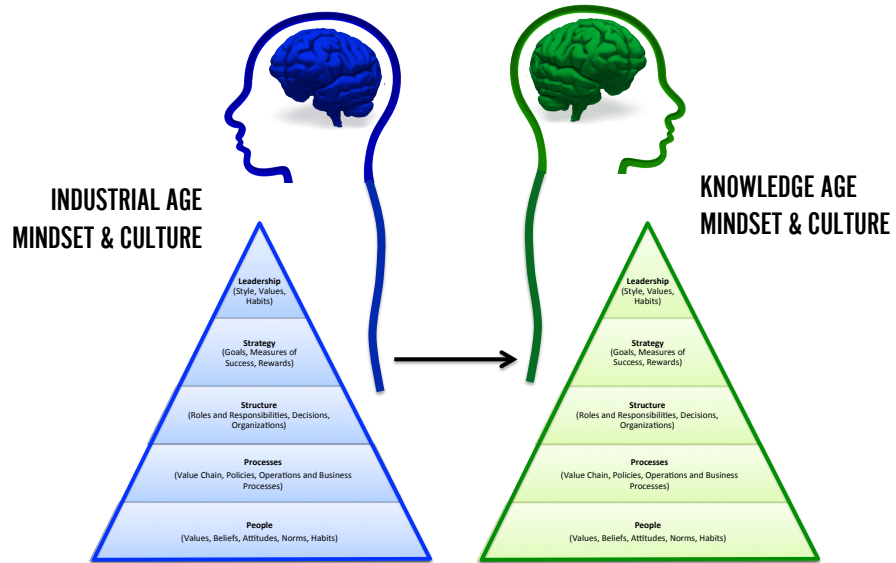 INDUSTRIAL AGE
MINDSET & CULTURE
Leadership
(Style, Values,
Habits)
Strategy
(Goals, Measures of
Success, Rewards)
Structure
(Roles and Responsibilities, Decisions,
Organizations)
Processes
(Value Chain, Policies, Operations and Business
Processes)
People
(Values, Beliefs, Attitudes, Norms, Habits)
KNOWLEDGE AGE
MINDSET & CULTURE
Leadership
(Style, Values,
Habits)
Strategy
(Goals, Measures of
Success, Rewards)
Structure
(Roles and Responsibilities, Decisions,
Organizations)
Processes
(Value Chain, Policies, Operations and Business
Processes)
People
(Values, Beliefs, Attitudes, Norms, Habits)